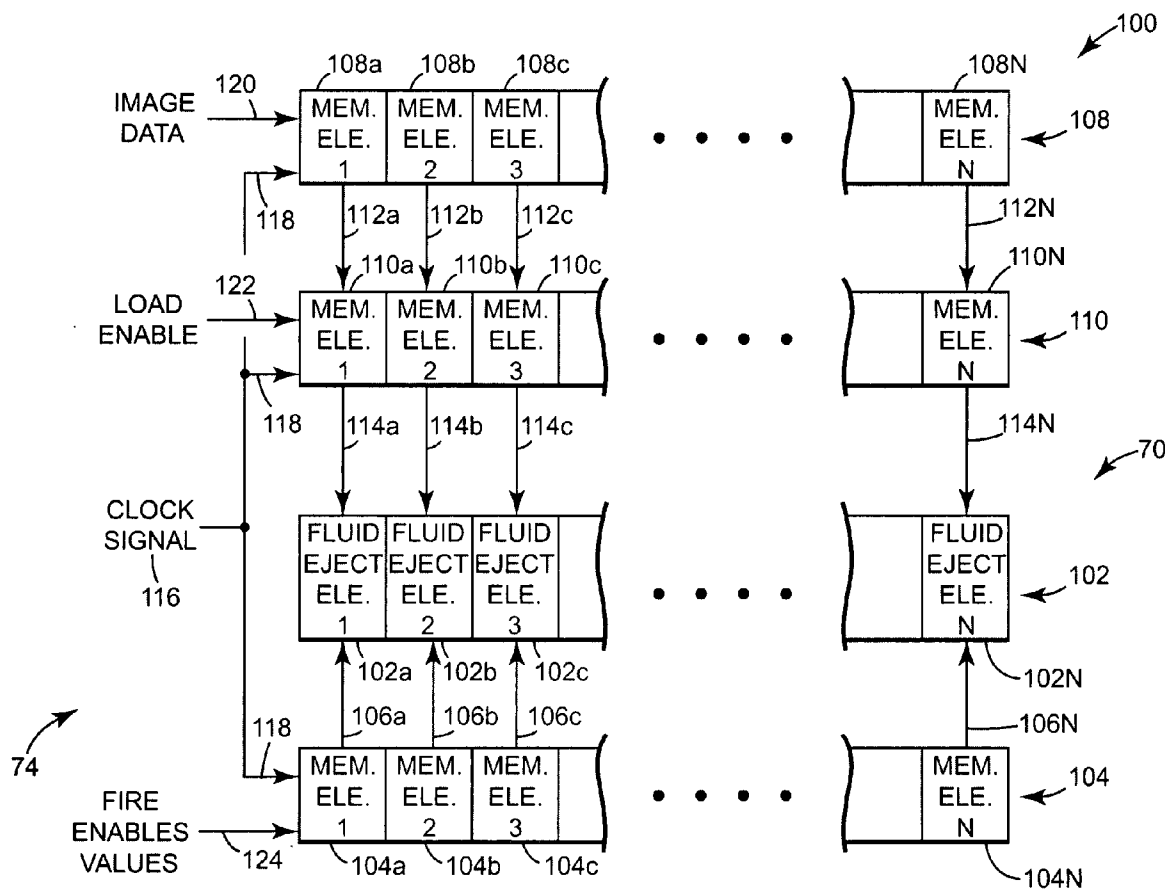 100
108a 108b 108c 108N
IMAGE DATA 120
MEM. ELE. 1
MEM. ELE. 2
MEM. ELE. 3
MEM. ELE. N
108
118
112a 112b 112c 112N
110a 110b 110c 110N
LOAD ENABLE 122
MEM. ELE. 1
MEM. ELE. 2
MEM. ELE. 3
MEM. ELE. N
110
118
114a 114b 114c 114N
70
CLOCK SIGNAL
116
FLUID EJECT ELE. 1
FLUID EJECT ELE. 2
FLUID EJECT ELE. 3
FLUID EJECT ELE. N
102
102a 102b 102c 102N
106a 106b 106c 106N
74
118
MEM. ELE. 1
MEM. ELE. 2
MEM. ELE. 3
MEM. ELE. N
104
FIRE ENABLES VALUES 124
104a 104b 104c 104N